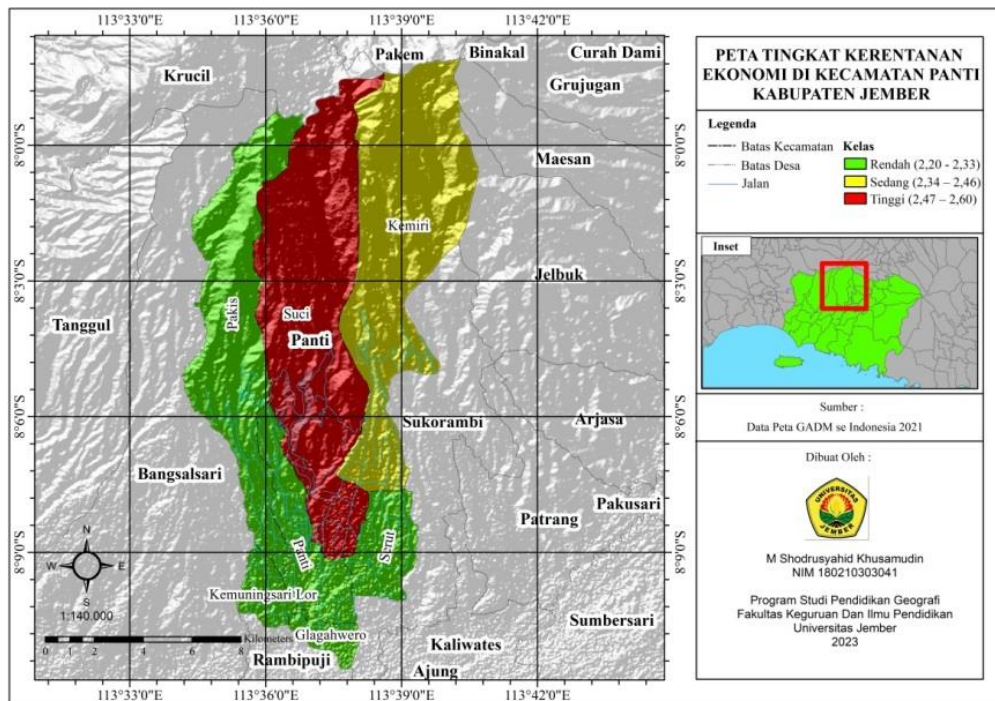 113°33'0"E
113°36'0"E
113°39'0"E
113°42'0"E
Krucil
Pakem
Binakal
Curah Dami
Grujugan
8°0'0"S
8°0'0"S
Maesan
Kemiri
Jelbuk
8°3'0"S
8°3'0"S
Tanggul
Pakis
Suci
Panti
8°6'0"S
8°6'0"S
Sukorambi
Arjasa
Bangsalsari
Pakusari
Patrang
8°9'0"S
8°9'0"S
Panti
Serut
N
W
E
S
1:140.000
Kemuningsari Lor
Glagahwero
Sumbersari
Kaliwates
Rambipuji
Ajung
0
2
4
6
8
Kilometers
113°33'0"E
113°36'0"E
113°39'0"E
113°42'0"E
PETA TINGKAT KERENTANAN
EKONOMI DI KECAMATAN PANTI
KABUPATEN JEMBER
Legenda
Batas Kecamatan
Batas Desa
Jalan
Kelas
Rendah (2,20 - 2,33)
Sedang (2,34 – 2,46)
Tinggi (2,47 – 2,60)
Inset
Sumber :
Data Peta GADM se Indonesia 2021
Dibuat Oleh :
UNIVERSITAS
JEMBER
M Shodrusyahid Khusamudin
NIM 180210303041
Program Studi Pendidikan Geografi
Fakultas Keguruan Dan Ilmu Pendidikan
Universitas Jember
2023